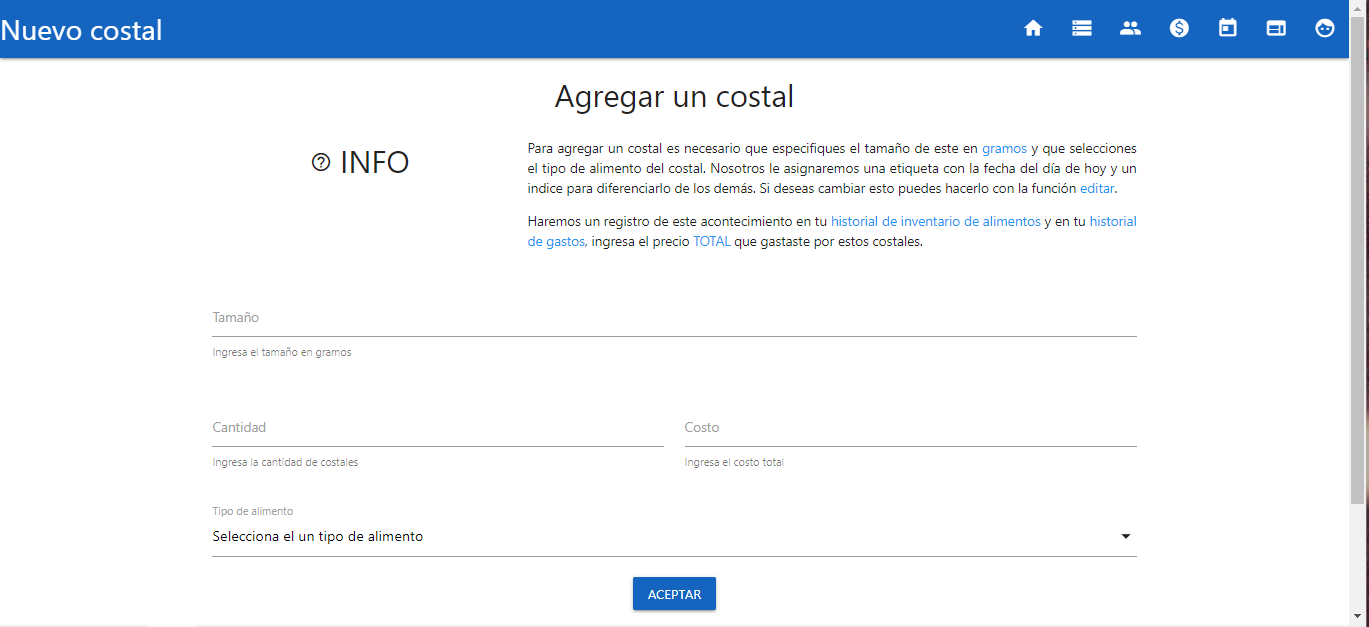 Nuevo costal
Agregar un costal
INFO
Para agregar un costal es necesario que especifiques el tamaño de este en gramos y que selecciones
el tipo de alimento del costal. Nosotros le asignaremos una etiqueta con la fecha del día de hoy y un
indice para diferenciarlo de los demás. Si deseas cambiar esto puedes hacerlo con la función editar.
Haremos un registro de este acontecimiento en tu historial de inventario de alimentos y en tu historial
de gastos, ingresa el precio TOTAL que gastaste por estos costales.
Tamaño
Ingresa el tamaño en gramos
Cantidad
Costo
Ingresa la cantidad de costales
Ingresa el costo total
Tipo de alimento
Selecciona el un tipo de alimento
ACEPTAR